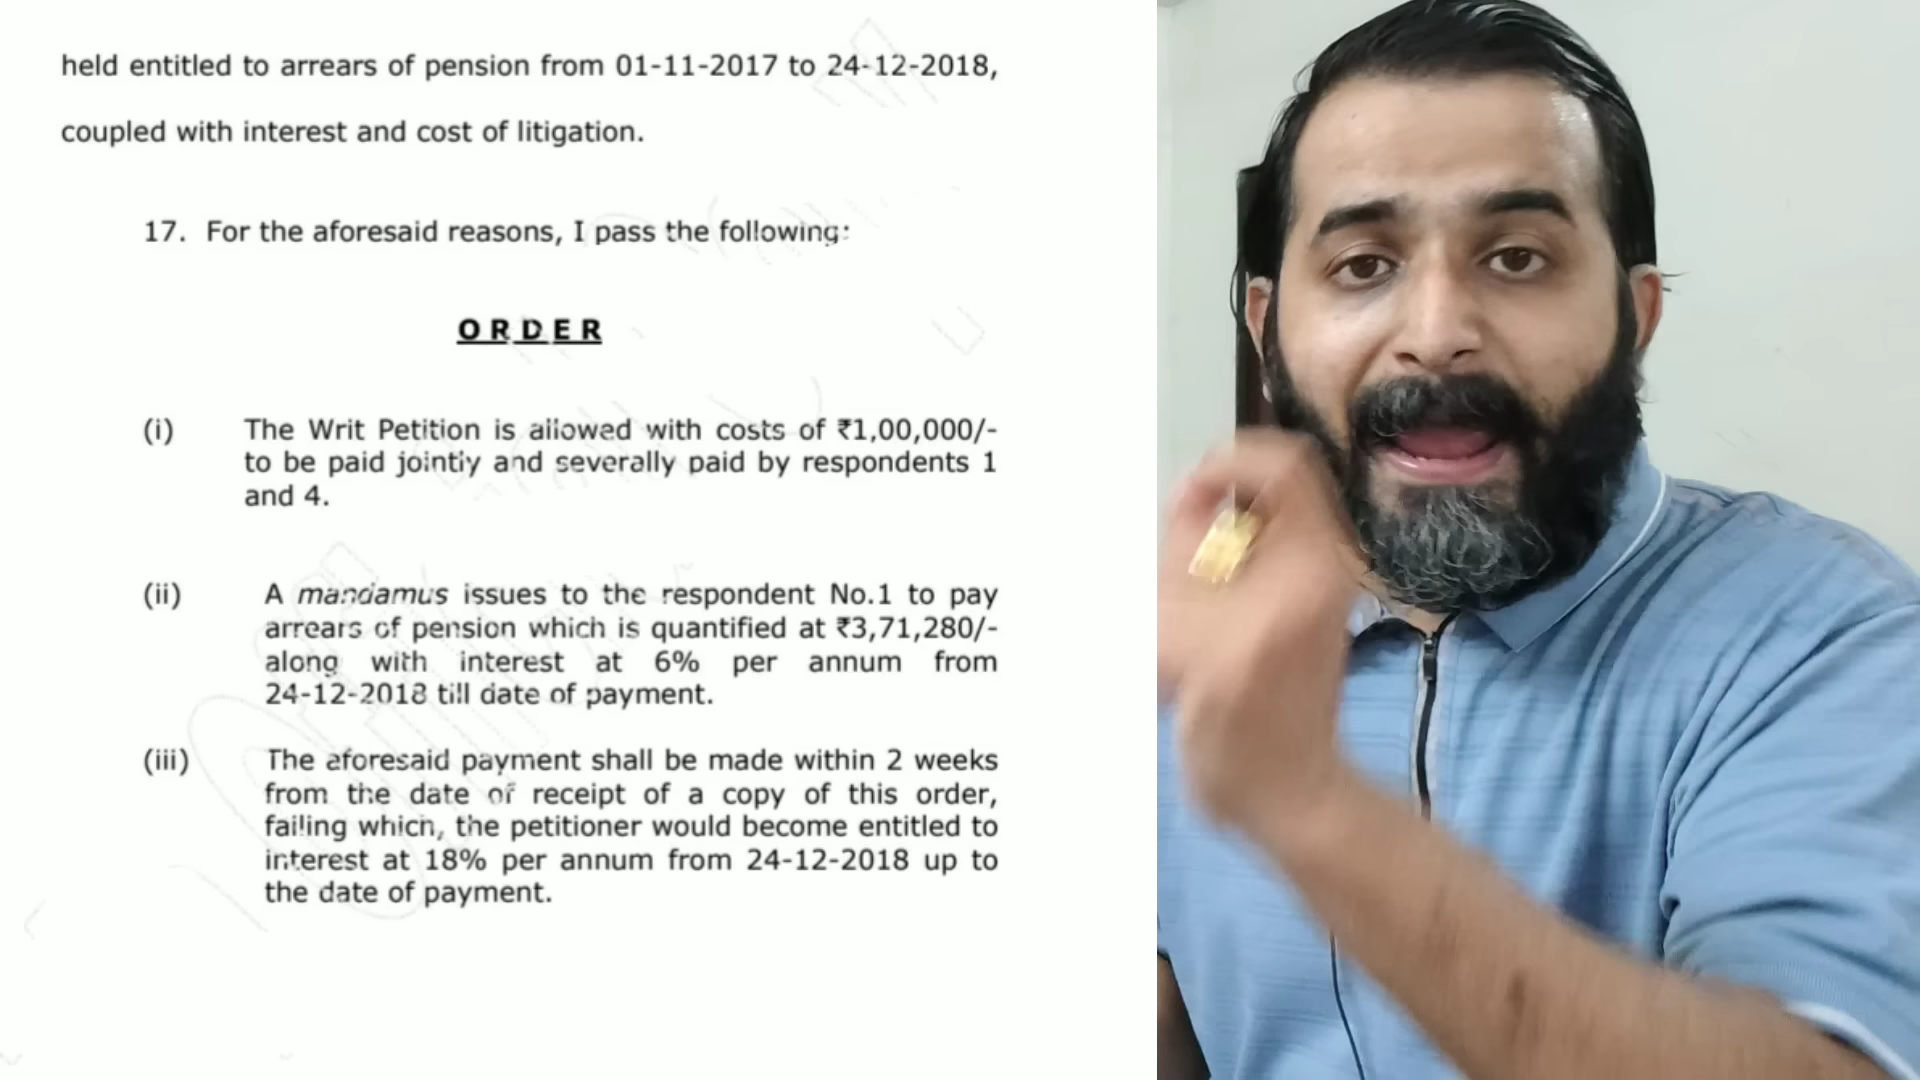 held entitled to arrears of pension from 01-11-2017 to 24-12-2018,
coupled with interest and cost of litigation.
17. For the aforesaid reasons, I pass the following:
ORDER
(i) The Writ Petition is allowed with costs of ₹1,00,000/-
to be paid jointly and severally paid by respondents 1
and 4.
(ii) A mandamus issues to the respondent No.1 to pay
arrears of pension which is quantified at ₹3,71,280/-
along with interest at 6% per annum from
24-12-2018 till date of payment.
(iii) The aforesaid payment shall be made within 2 weeks
from the date of receipt of a copy of this order,
failing which, the petitioner would become entitled to
interest at 18% per annum from 24-12-2018 up to
the date of payment.